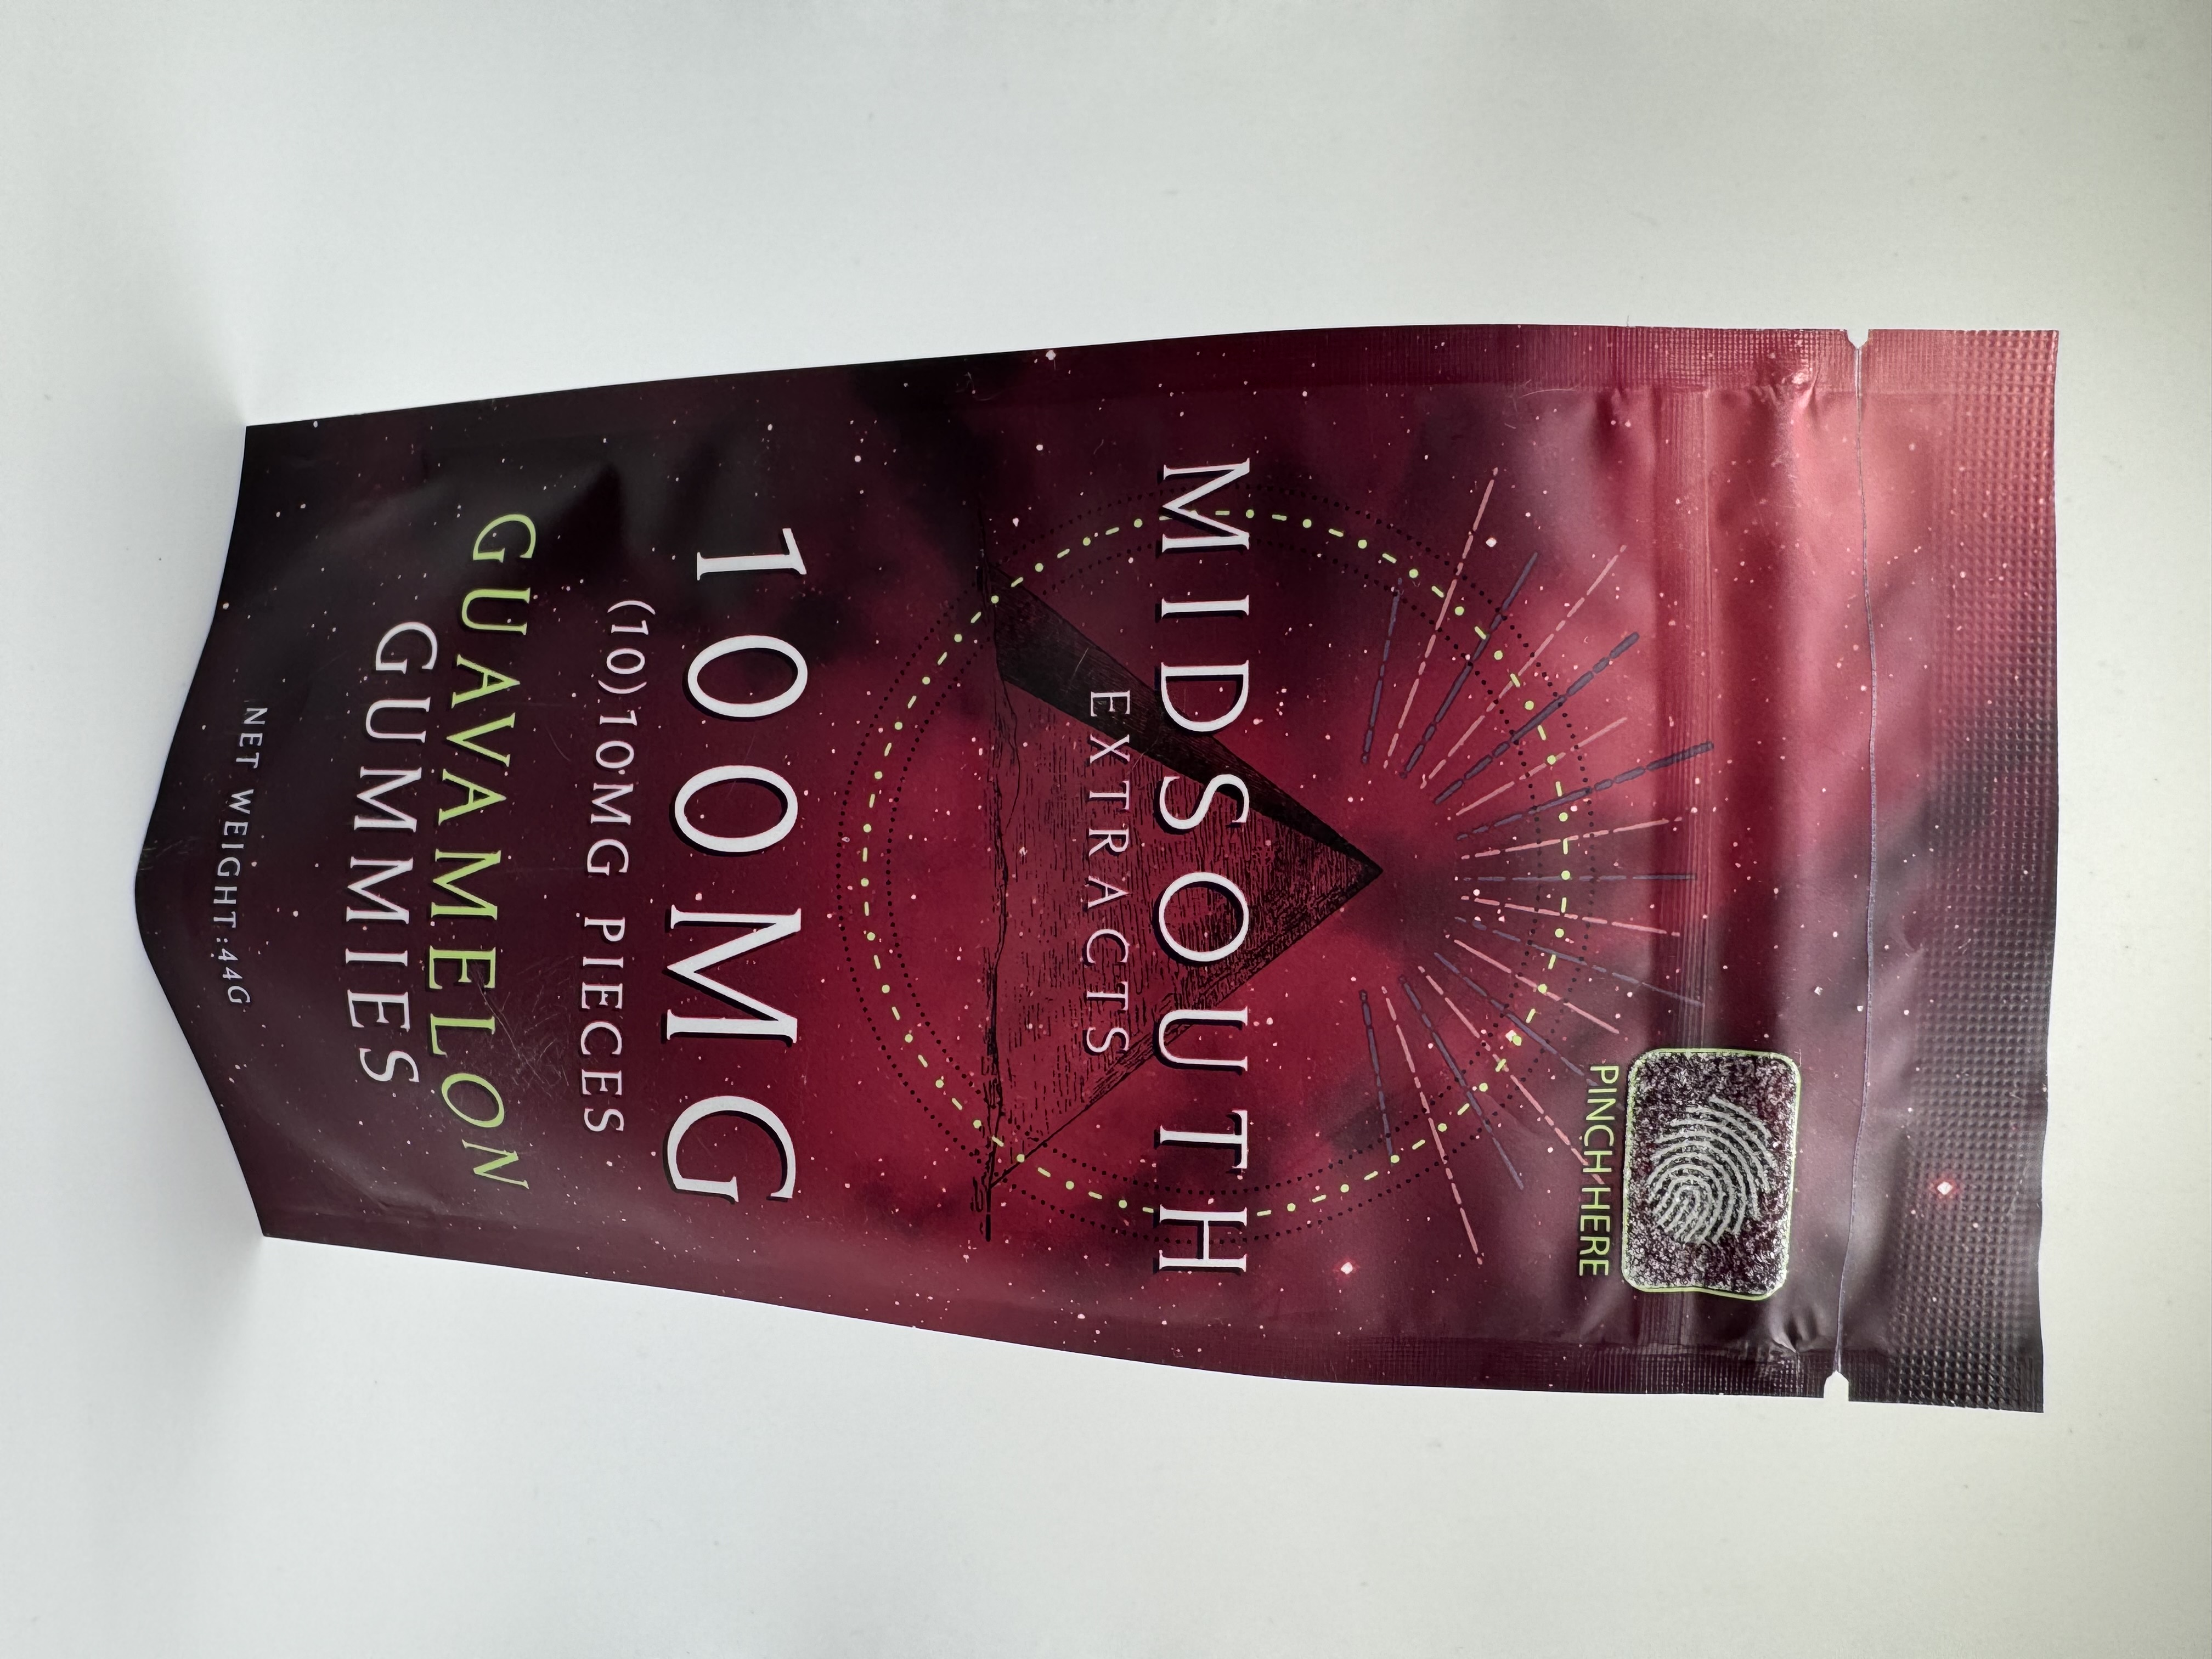 PINCH HERE
MIDSOUTH
EXTRACTS
100MG
(10)10MG PIECES
GUAVAMELON
GUMMIES
NET WEIGHT:44G